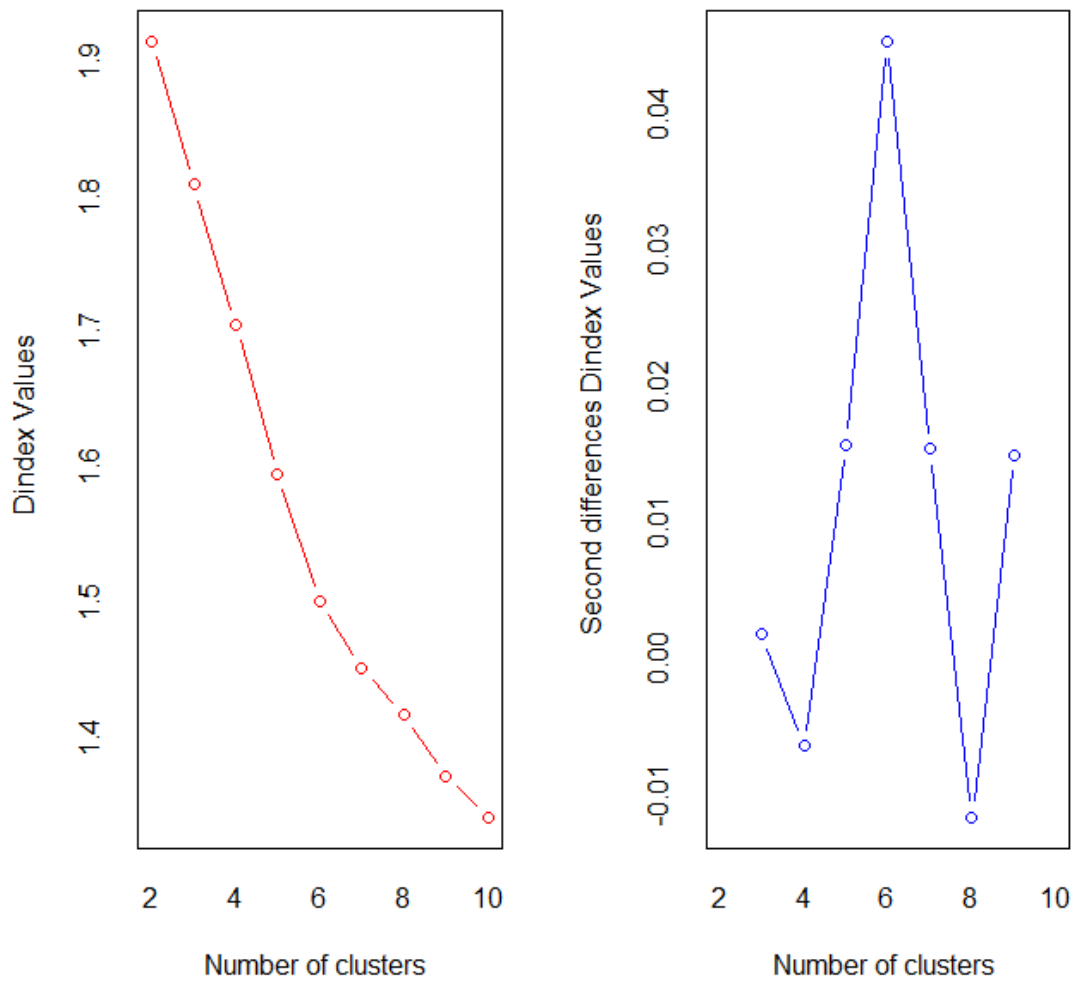 Dindex Values
1.9
1.8
1.7
1.6
1.5
1.4
2 4 6 8 10
Number of clusters
Second differences Dindex Values
0.04
0.03
0.02
0.01
0.00
-0.01
2 4 6 8 10
Number of clusters